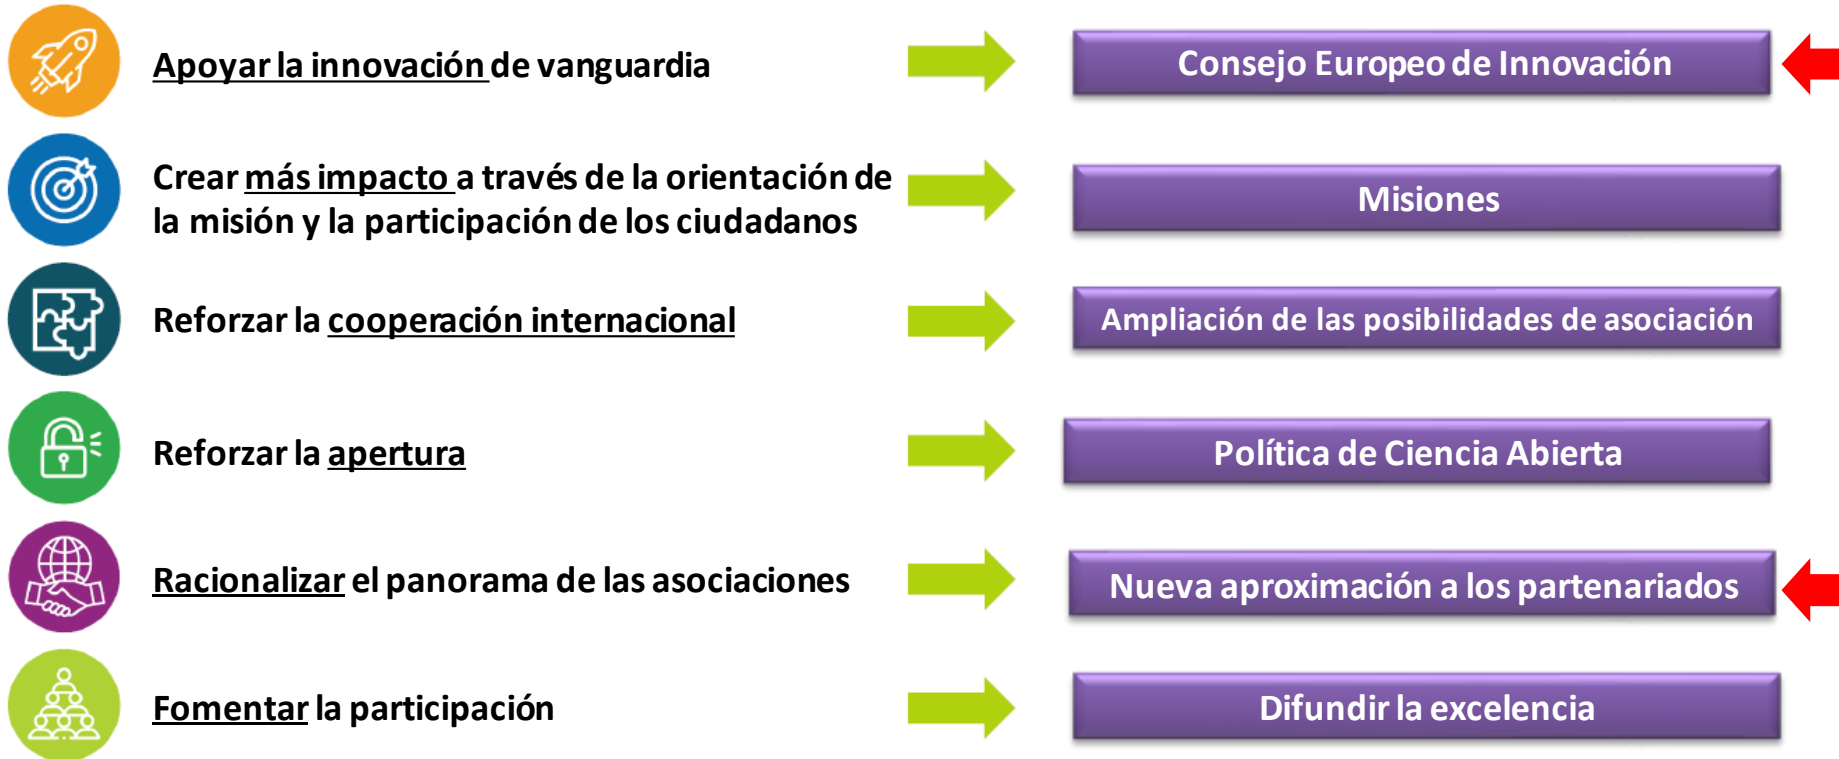 Apoyar la innovación de vanguardia
Consejo Europeo de Innovación
Crear más impacto a través de la orientación de
la misión y la participación de los ciudadanos
Misiones
Reforzar la cooperación internacional
Ampliación de las posibilidades de asociación
Reforzar la apertura
Política de Ciencia Abierta
Racionalizar el panorama de las asociaciones
Nueva aproximación a los partenariados
Fomentar la participación
Difundir la excelencia